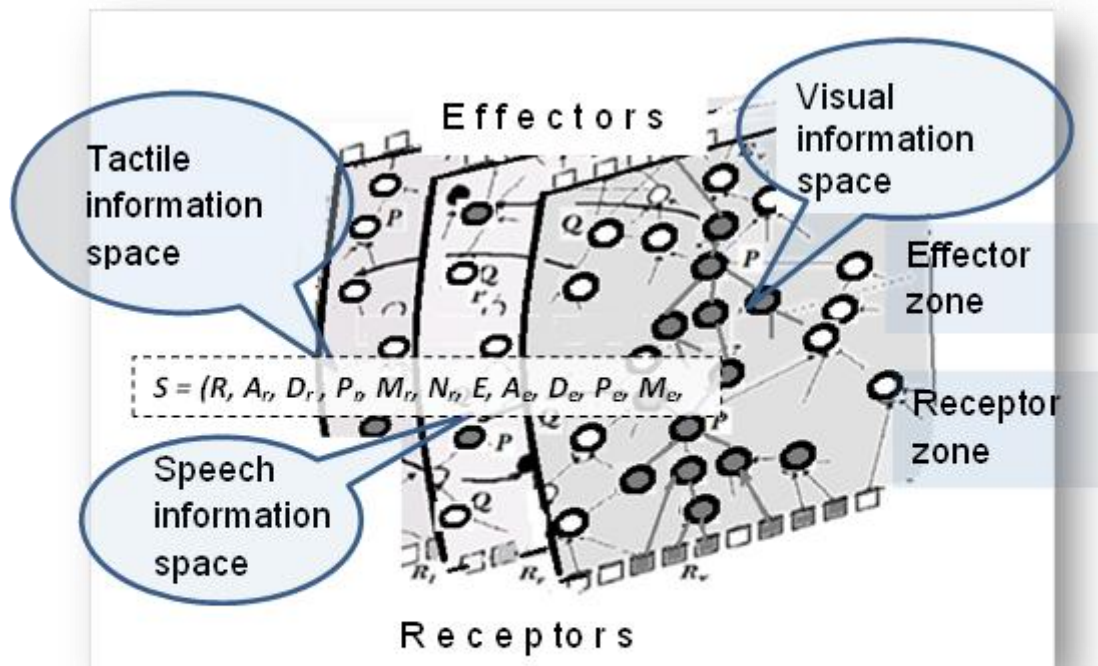 Effectors
Visual
information
space
Tactile
information
space
P
Q
Q
P
Effector
zone
S = (R, Aᵣ, Dᵣ, Pᵣ, Mᵣ, Nᵣ, E, Aₑ, Dₑ, Pₑ, Mₑ,
Receptor
zone
P
Q
P
Speech
information
space
Q
Receptors